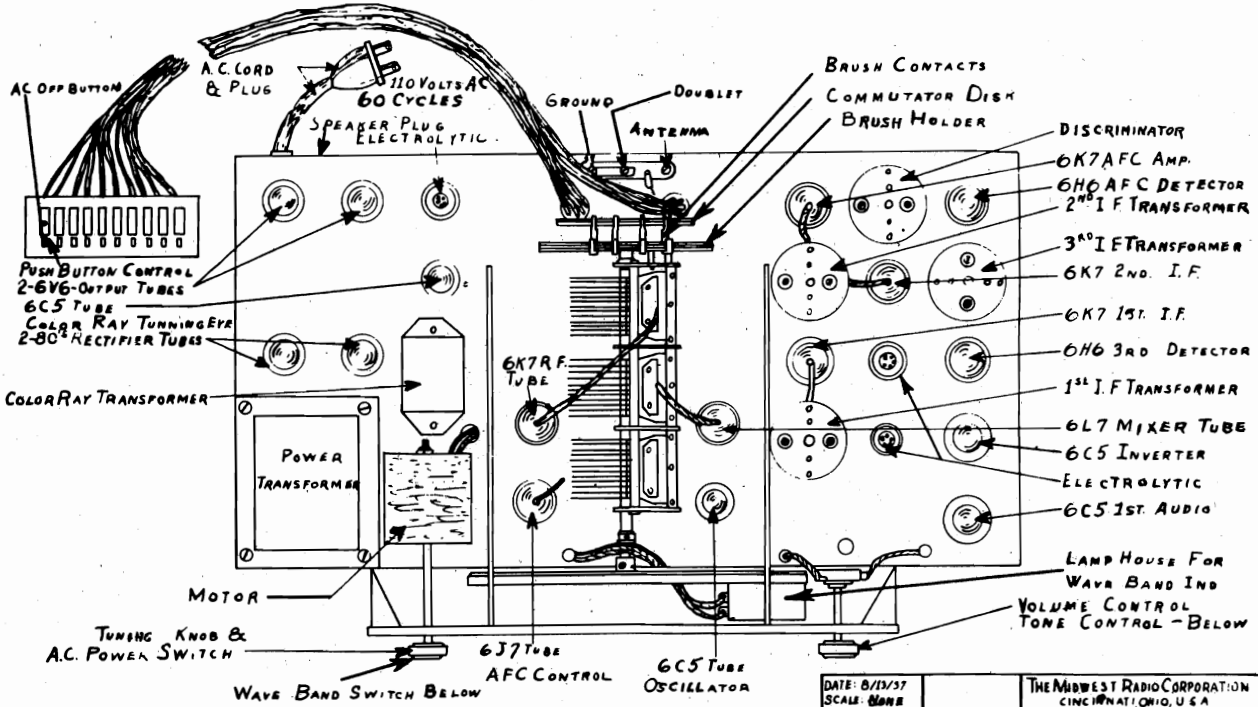 AC OFF BUTTON
A.C. CORD
& PLUG
110 VOLTS AC
60 CYCLES
SPEAKER PLUG
ELECTROLYTIC.
GROUND
DOUBLET
ANTENNA
BRUSH CONTACTS
COMMUTATOR DISK
BRUSH HOLDER
DISCRIMINATOR
6K7 AFC AMP.
6H6 AFC DETECTOR
2ND I F. TRANSFORMER
3RD I F TRANSFORMER
6K7 2ND. I.F.
6K7 1ST. I.F.
6H6 3RD DETECTOR
1ST I.F TRANSFORMER
6L7 MIXER TUBE
6C5 INVERTER
ELECTROLYTIC
6C5 1ST. AUDIO
PUSH BUTTON CONTROL
2-6V6-OUTPUT TUBES
6C5 TUBE
COLOR RAY TUNNING EYE
2-80'S RECTIFIER TUBES
COLOR RAY TRANSFORMER
6K7 R.F.
TUBE
POWER
TRANSFORMER
MOTOR
TUNING KNOB &
A.C. POWER SWITCH
WAVE BAND SWITCH BELOW
6J7 TUBE
AFC CONTROL
6C5 TUBE
OSCILLATOR
LAMP HOUSE FOR
WAVE BAND IND
VOLUME CONTROL
TONE CONTROL - BELOW
DATE: 8/13/37
SCALE: NONE
THE MIDWEST RADIO CORPORATION
CINCINNATI, OHIO, U S A